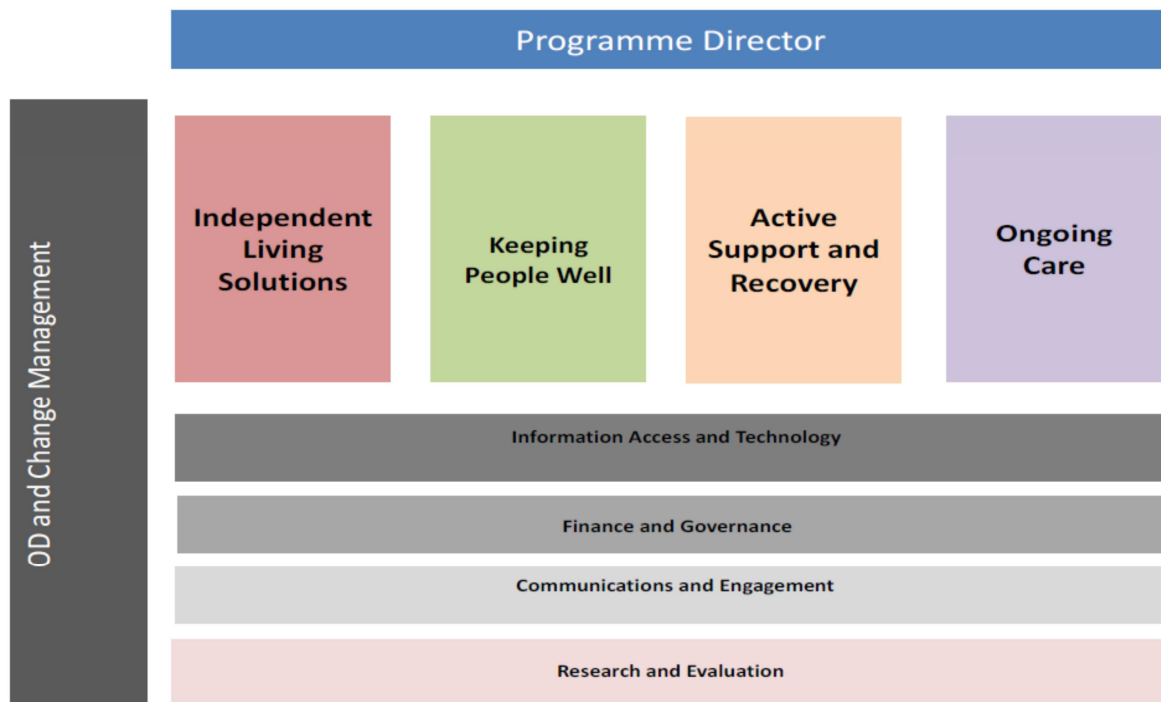 Programme Director
OD and Change Management
Independent
Living
Solutions
Keeping
People Well
Active
Support and
Recovery
Ongoing
Care
Information Access and Technology
Finance and Governance
Communications and Engagement
Research and Evaluation